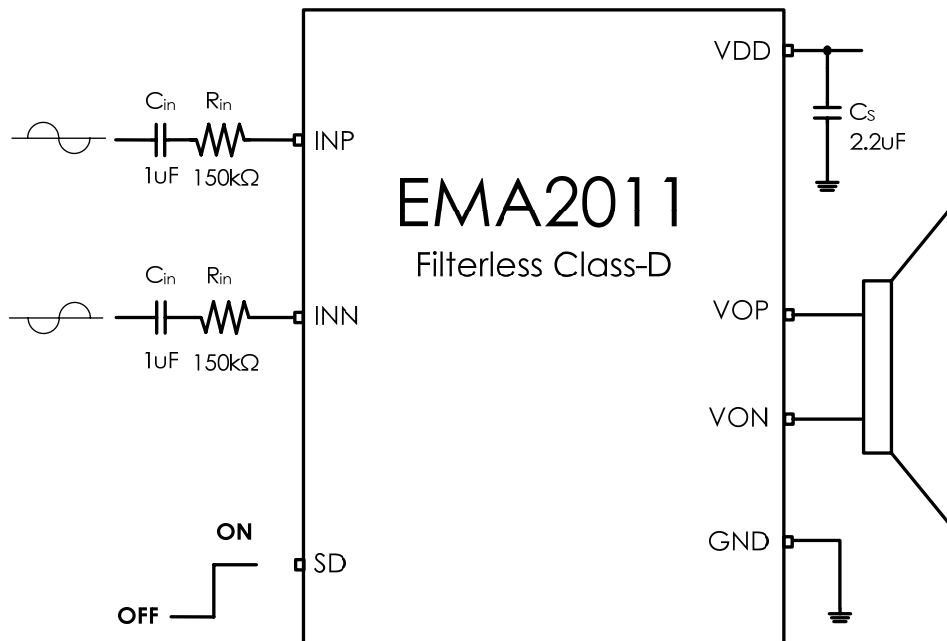 VDD
Cin Rin
INP
1uF 150kΩ
CS
2.2uF
EMA2011
Filterless Class-D
Cin Rin
INN
1uF 150kΩ
VOP
VON
ON
OFF
SD
GND